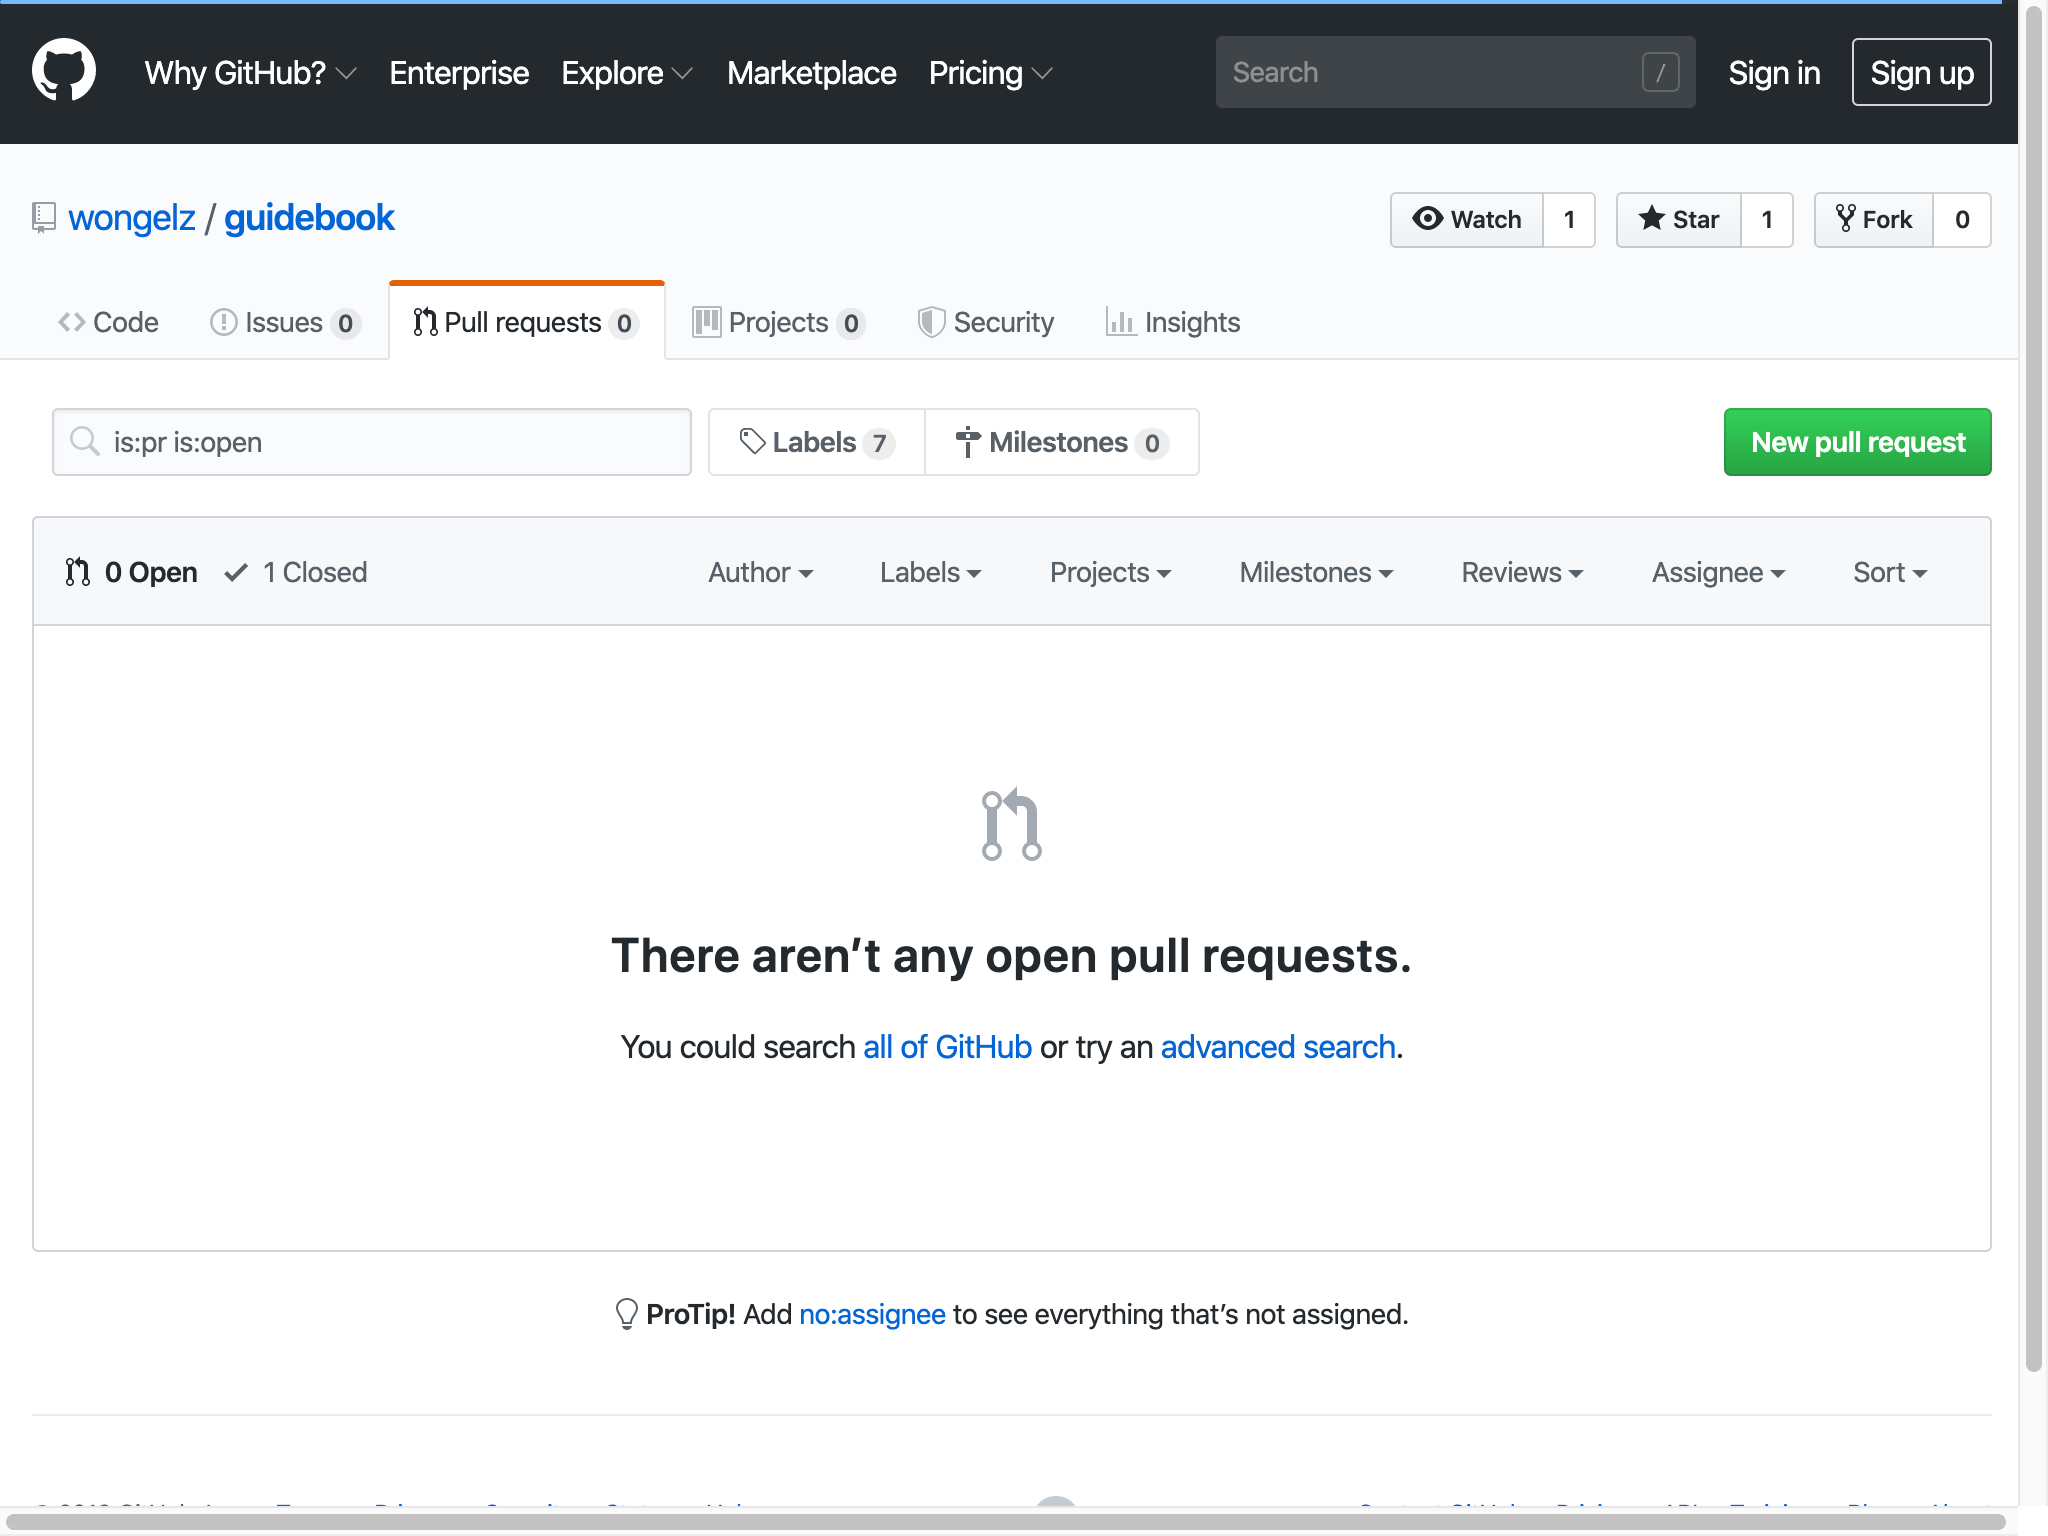 Why GitHub? Enterprise Explore Marketplace Pricing Search / Sign in Sign up
wongelz / guidebook Watch 1 Star 1 Fork 0
Code Issues 0 Pull requests 0 Projects 0 Security Insights
is:pr is:open Labels 7 Milestones 0 New pull request
0 Open 1 Closed Author Labels Projects Milestones Reviews Assignee Sort
There aren’t any open pull requests.
You could search all of GitHub or try an advanced search.
ProTip! Add no:assignee to see everything that’s not assigned.